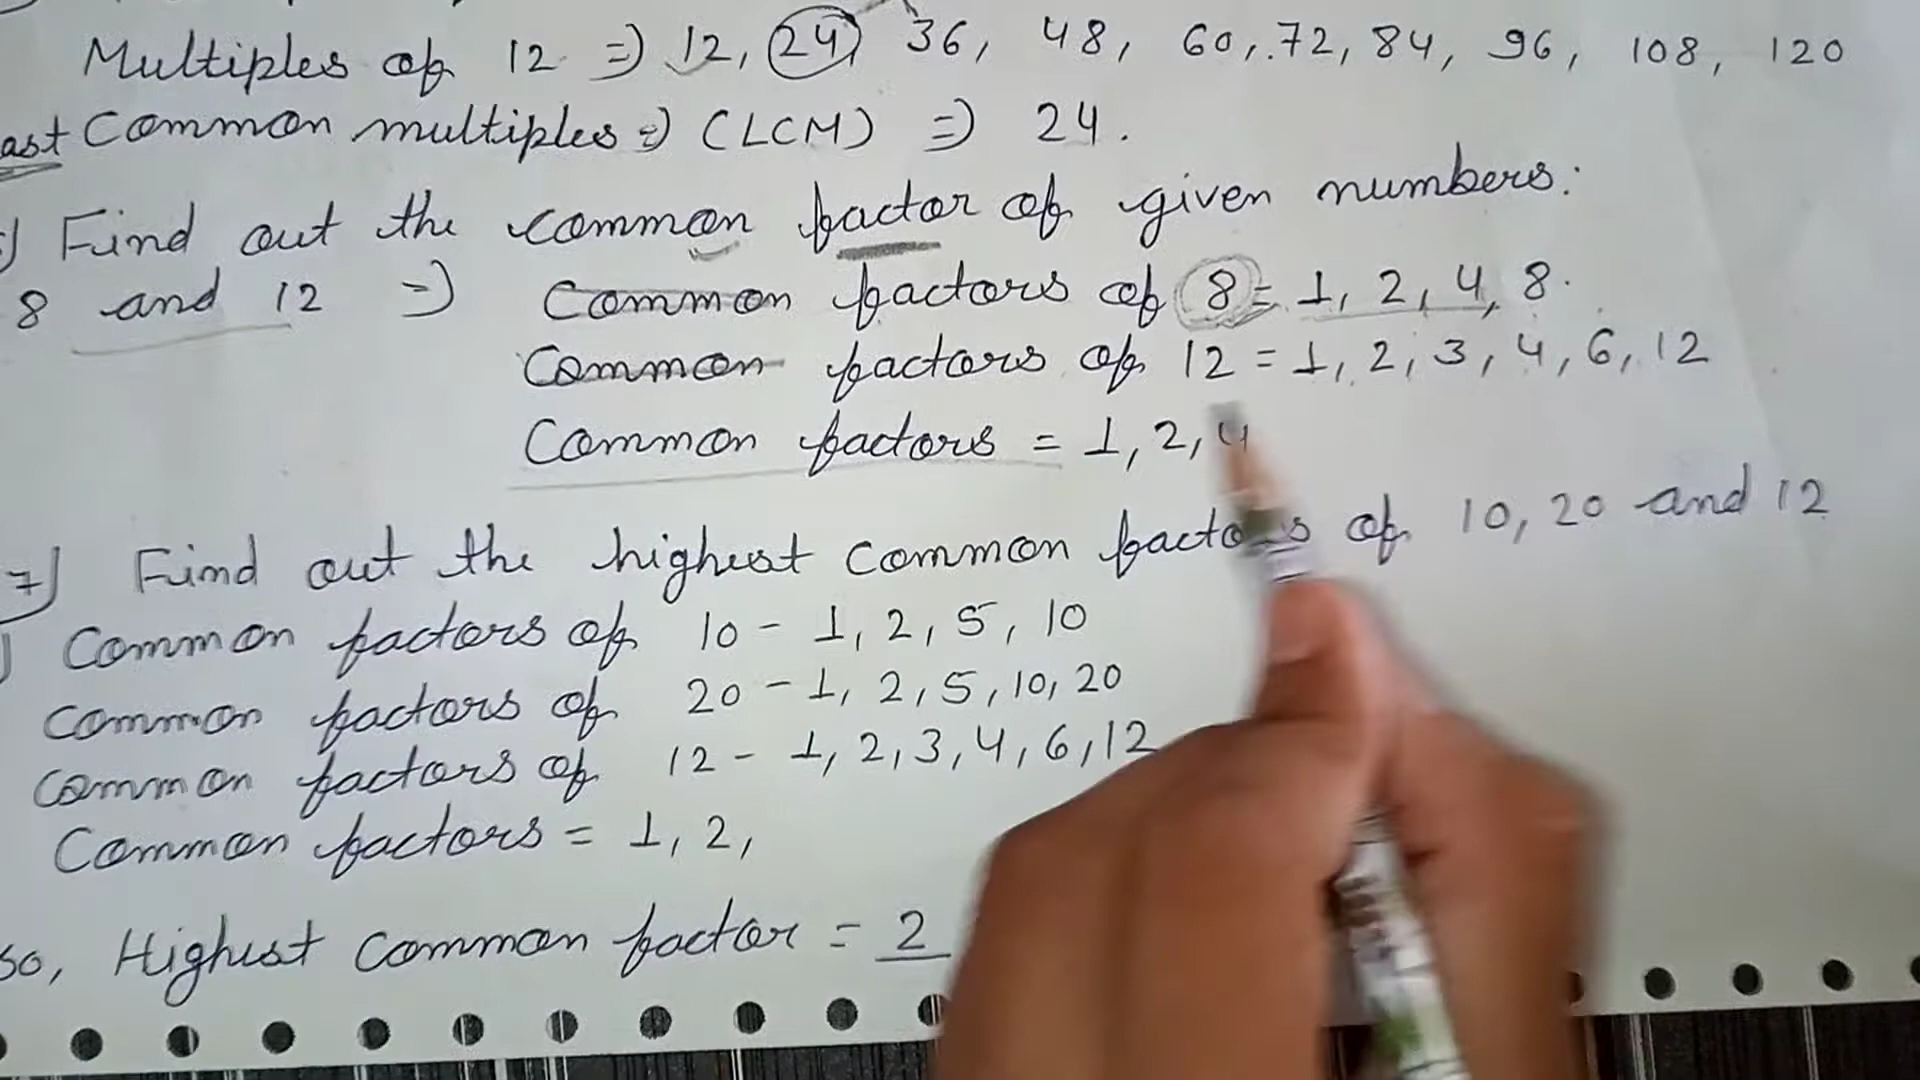 Multiples of 12 => 12, 24, 36, 48, 60, 72, 84, 96, 108, 120
ast Common multiples => (LCM) => 24.
Find out the common factor of given numbers:
8 and 12 => Common factors of 8 = 1, 2, 4, 8.
Common factors of 12 = 1, 2, 3, 4, 6, 12
Common factors = 1, 2, 4
7) Find out the highest common factors of 10, 20 and 12
Common factors of 10 - 1, 2, 5, 10
Common factors of 20 - 1, 2, 5, 10, 20
Common factors of 12 - 1, 2, 3, 4, 6, 12
Common factors = 1, 2,
so, Highest Common factor = 2